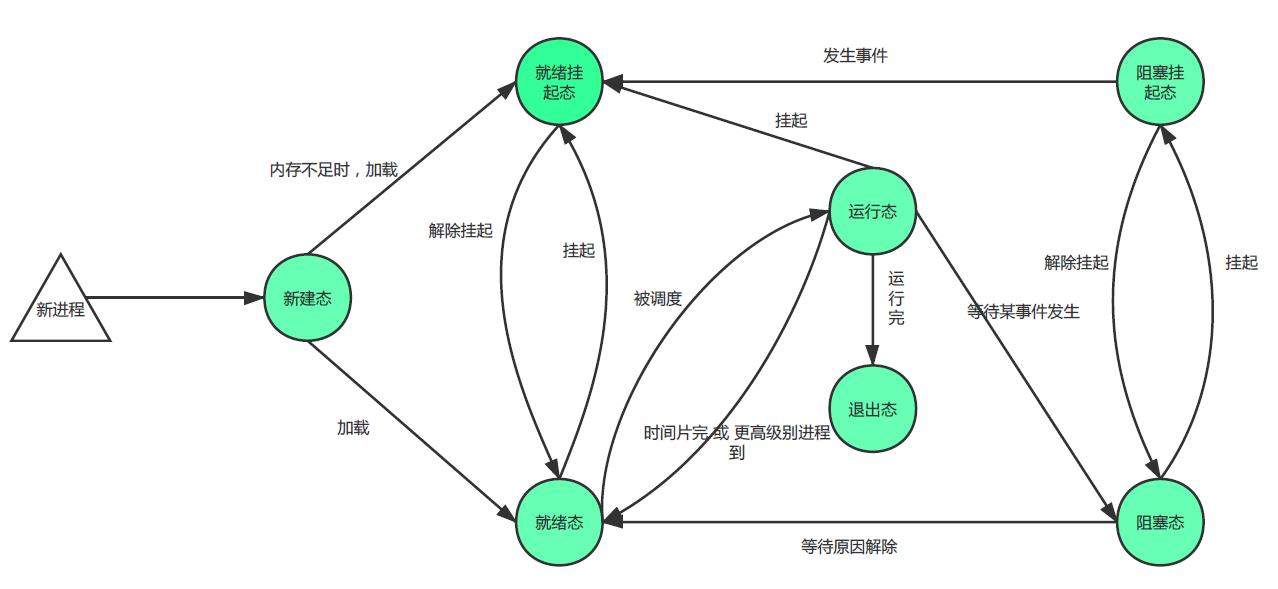 发生事件
就绪挂
起态
阻塞挂
起态
挂起
内存不足时，加载
运行态
解除挂起
挂起
解除挂起
挂起
新进程
新建态
被调度
运
行
完
等待某事件发生
退出态
加载
时间片完 或 更高级别进程
到
就绪态
阻塞态
等待原因解除